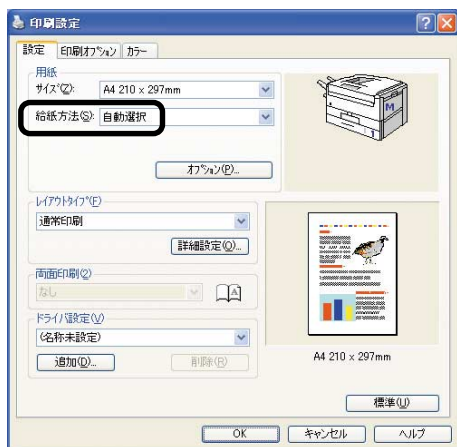 印刷設定
設定 印刷オプション カラー
用紙
サイズ(Z): A4 210 x 297mm
給紙方法(S): 自動選択
M
1
オプション(P)...
レイアウトタイプ(E)
通常印刷
詳細設定(O)...
両面印刷(2)
なし
A
ドライバ設定(V)
(名称未設定)
追加(D)...
削除(R)
A4 210 x 297mm
標準(U)
OK キャンセル ヘルプ